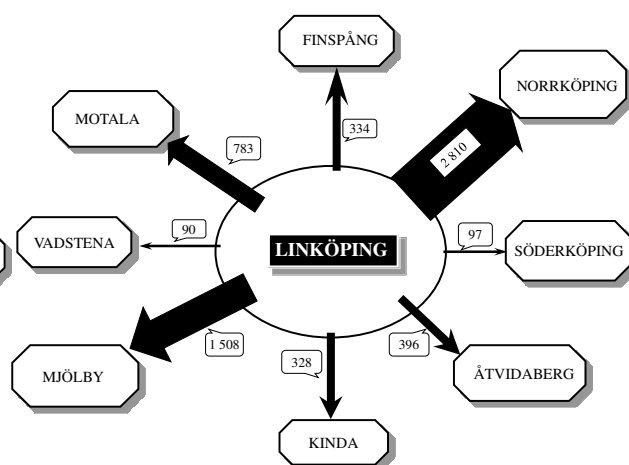 FINSPÅNG
NORRKÖPING
MOTALA
334
783
2 810
90
97
VADSTENA
LINKÖPING
SÖDERKÖPING
1 508
328
396
MJÖLBY
ÅTVIDABERG
KINDA